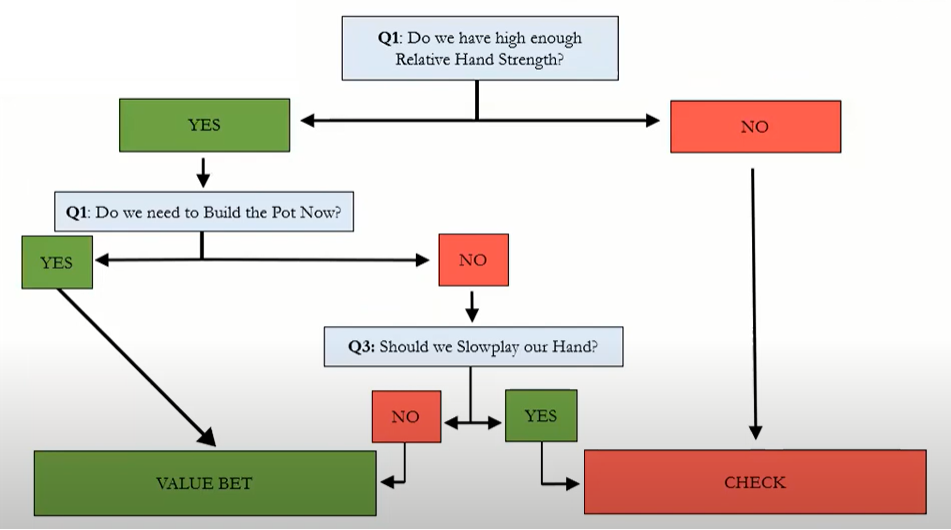 Q1: Do we have high enough
Relative Hand Strength?
YES
NO
Q1: Do we need to Build the Pot Now?
YES
NO
Q3: Should we Slowplay our Hand?
NO
YES
VALUE BET
CHECK